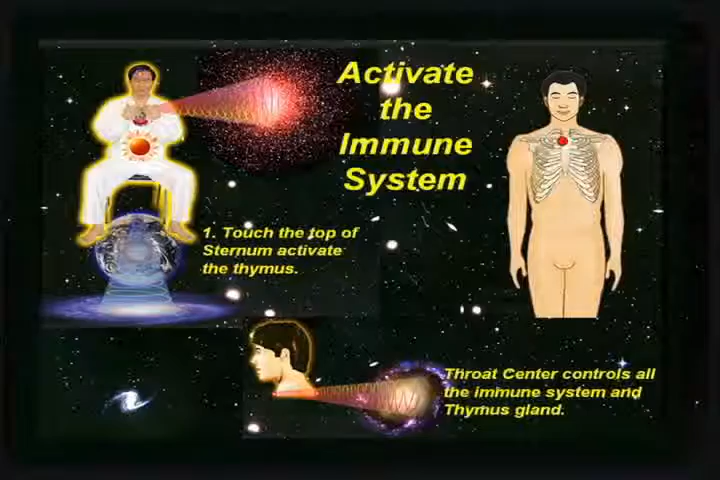 Activate
the
Immune
System
1. Touch the top of
Sternum activate
the thymus.
Throat Center controls all
the immune system and
Thymus gland.